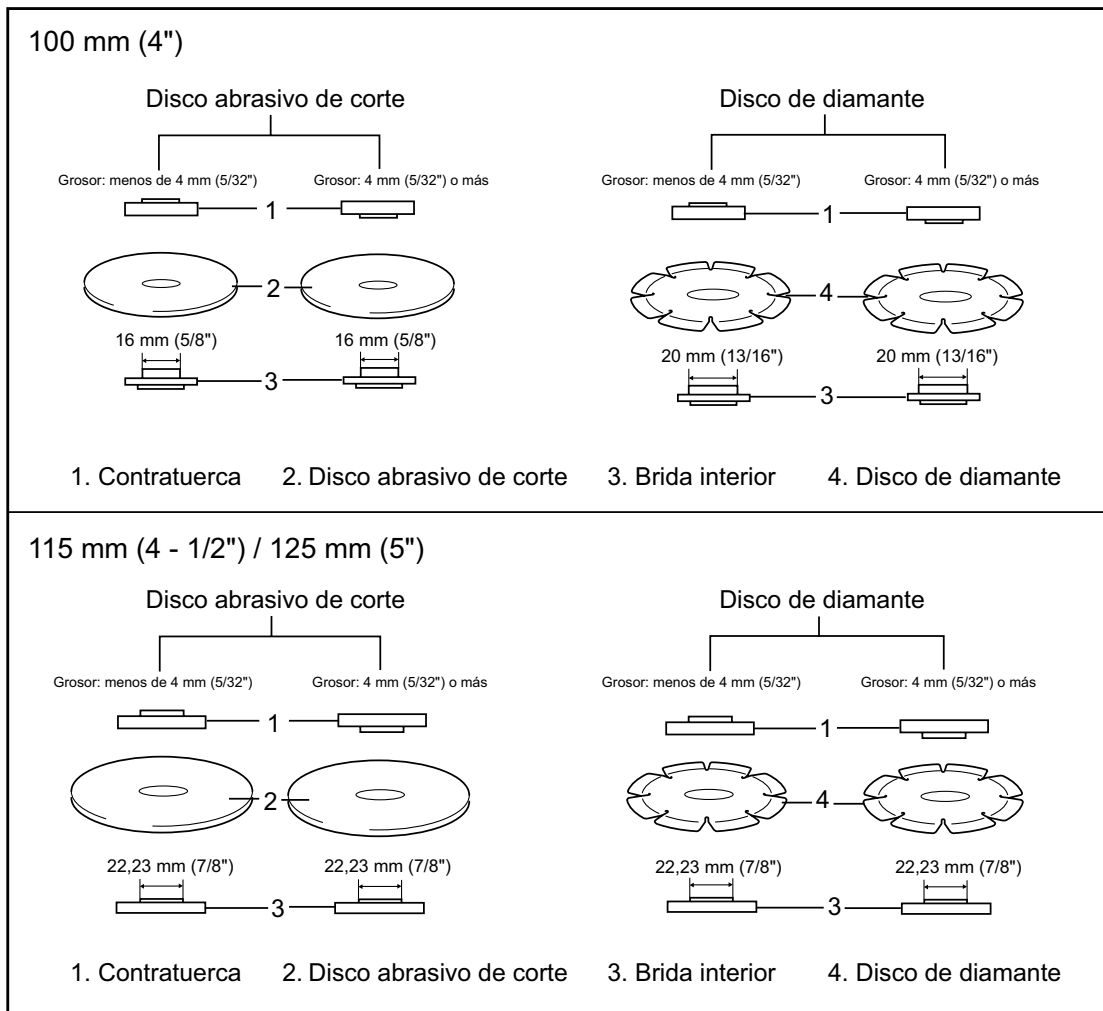 100 mm (4")
Disco abrasivo de corte
Grosor: menos de 4 mm (5/32")
Grosor: 4 mm (5/32") o más
1
2
16 mm (5/8")
16 mm (5/8")
3
Disco de diamante
Grosor: menos de 4 mm (5/32")
Grosor: 4 mm (5/32") o más
1
4
20 mm (13/16")
20 mm (13/16")
3
1. Contratuerca 2. Disco abrasivo de corte 3. Brida interior 4. Disco de diamante
115 mm (4 - 1/2") / 125 mm (5")
Disco abrasivo de corte
Grosor: menos de 4 mm (5/32")
Grosor: 4 mm (5/32") o más
1
2
22,23 mm (7/8")
22,23 mm (7/8")
3
Disco de diamante
Grosor: menos de 4 mm (5/32")
Grosor: 4 mm (5/32") o más
1
4
22,23 mm (7/8")
22,23 mm (7/8")
3
1. Contratuerca 2. Disco abrasivo de corte 3. Brida interior 4. Disco de diamante